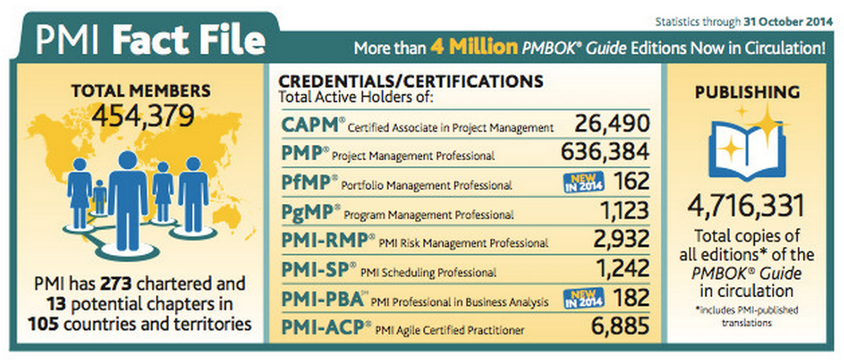 Statistics through 31 October 2014
PMI Fact File
More than 4 Million PMBOK® Guide Editions Now in Circulation!
TOTAL MEMBERS
454,379
PMI has 273 chartered and
13 potential chapters in
105 countries and territories
CREDENTIALS/CERTIFICATIONS
Total Active Holders of:
CAPM® Certified Associate in Project Management 26,490
PMP® Project Management Professional 636,384
PfMP® Portfolio Management Professional NEW IN 2014 162
PgMP® Program Management Professional 1,123
PMI-RMP® PMI Risk Management Professional 2,932
PMI-SP® PMI Scheduling Professional 1,242
PMI-PBA℠ PMI Professional in Business Analysis NEW IN 2014 182
PMI-ACP® PMI Agile Certified Practitioner 6,885
PUBLISHING
4,716,331
Total copies of
all editions* of the
PMBOK® Guide
in circulation
*includes PMI-published
translations